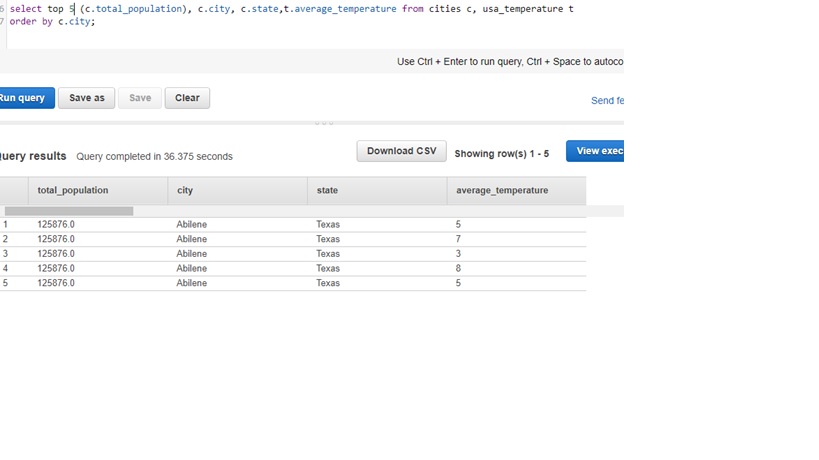 6 select top 5 (c.total_population), c.city, c.state,t.average_temperature from cities c, usa_temperature t
7 order by c.city;
Use Ctrl + Enter to run query, Ctrl + Space to autoco
Run query Save as Save Clear
Send fe
uery results Query completed in 36.375 seconds Download CSV Showing row(s) 1 - 5 View exec
total_population city state average_temperature
1 125876.0 Abilene Texas 5
2 125876.0 Abilene Texas 7
3 125876.0 Abilene Texas 3
4 125876.0 Abilene Texas 8
5 125876.0 Abilene Texas 5